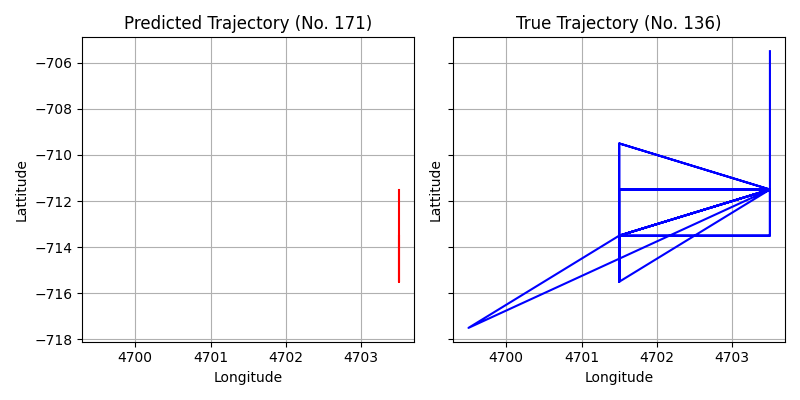 Predicted Trajectory (No. 171)
True Trajectory (No. 136)
−706
−708
−710
−712
−714
−716
−718
Lattitude
Lattitude
4700 4701 4702 4703
4700 4701 4702 4703
Longitude
Longitude